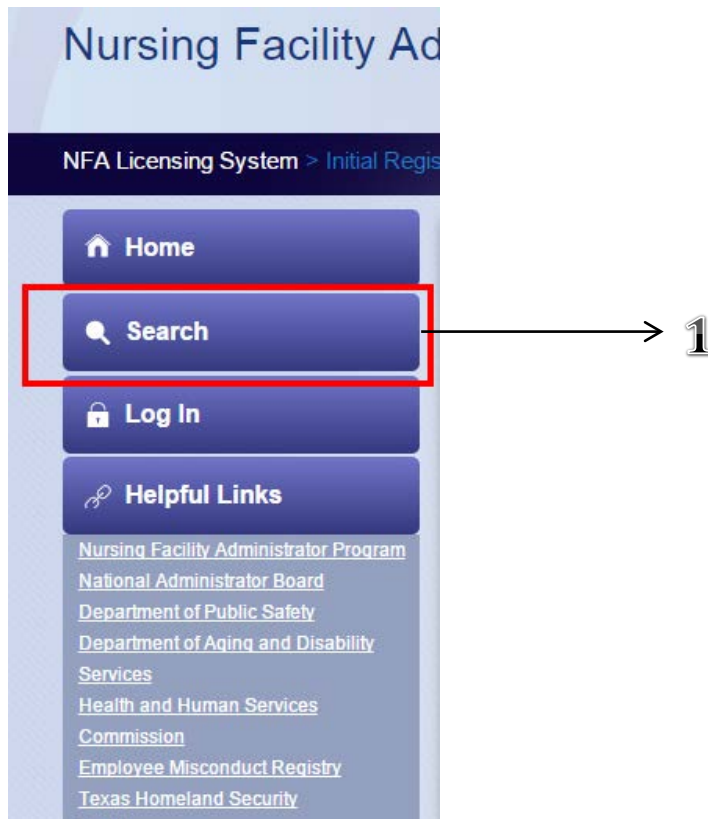 Nursing Facility Ad
NFA Licensing System > Initial Regis
Home
Search
1
Log In
Helpful Links
Nursing Facility Administrator Program
National Administrator Board
Department of Public Safety
Department of Aging and Disability
Services
Health and Human Services
Commission
Employee Misconduct Registry
Texas Homeland Security